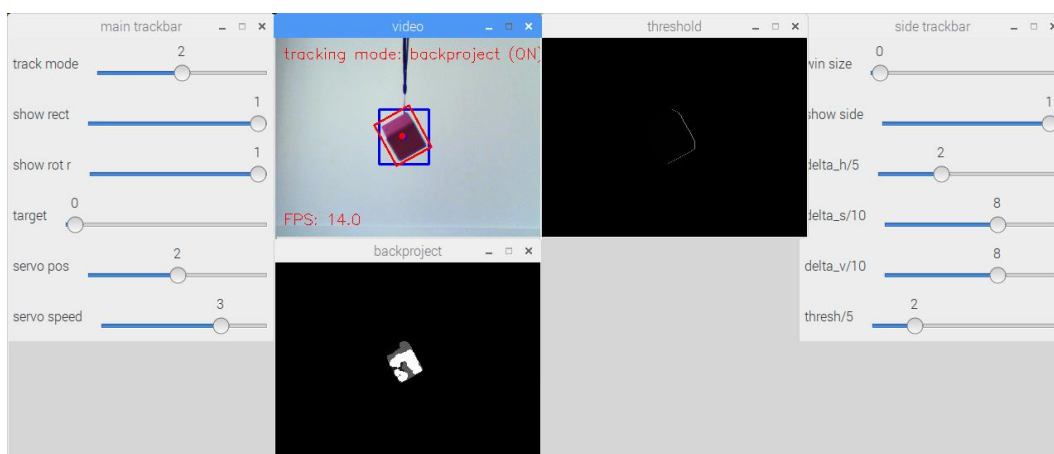 main trackbar
track mode
2
show rect
1
show rot r
1
target
0
servo pos
2
servo speed
3
video
tracking mode: backproject (ON)
FPS: 14.0
backproject
threshold
side trackbar
win size
0
show side
1
delta_h/5
2
delta_s/10
8
delta_v/10
8
thresh/5
2